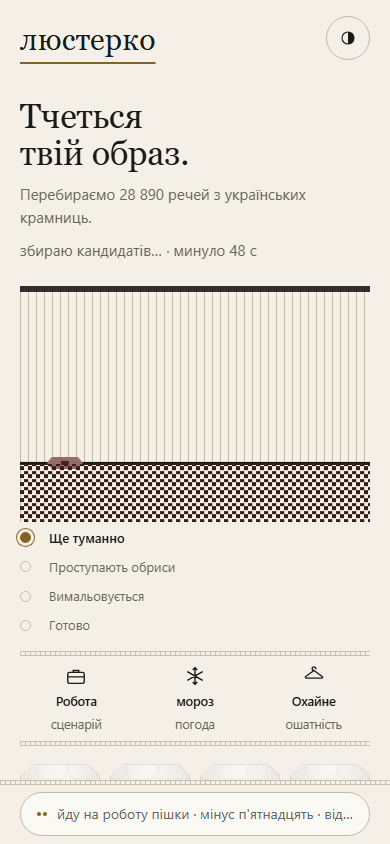 люстерко
Тчеться
твій образ.
Перебираємо 28 890 речей з українських
крамниць.
збираю кандидатів... · минуло 48 с
Ще туманно
Проступають обриси
Вимальовується
Готово
Робота
мороз
Охайне
сценарій
погода
ошатність
йду на роботу пішки · мінус п'ятнадцять · від...